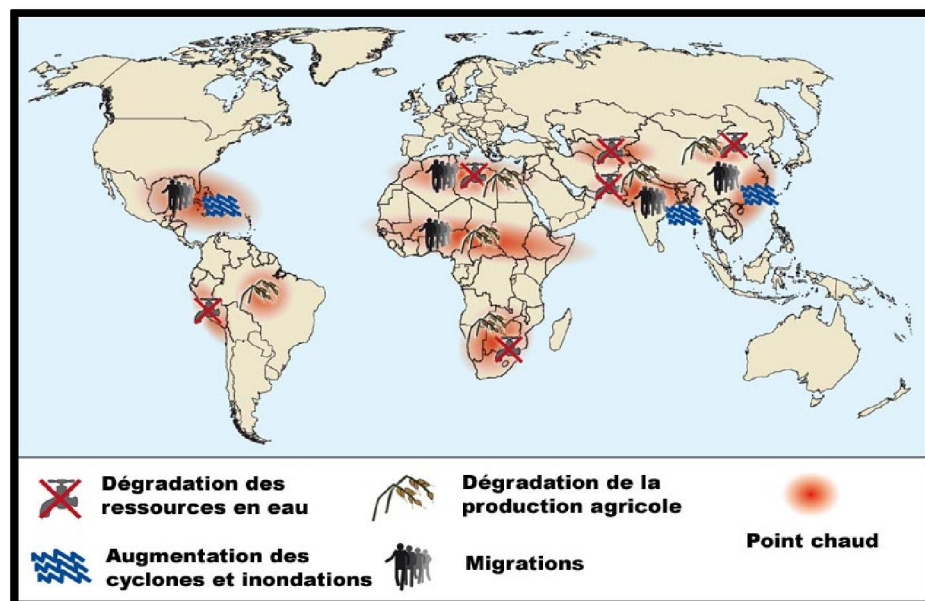 Dégradation des
ressources en eau
Augmentation des
cyclones et inondations
Dégradation de la
production agricole
Migrations
Point chaud